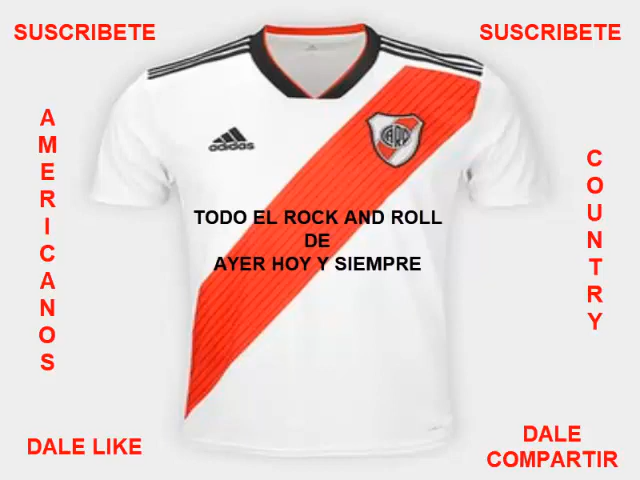 SUSCRIBETE
SUSCRIBETE
adidas
CARP
AMERICANOS
COUNTRY
TODO EL ROCK AND ROLL
DE
AYER HOY Y SIEMPRE
DALE LIKE
DALE
COMPARTIR